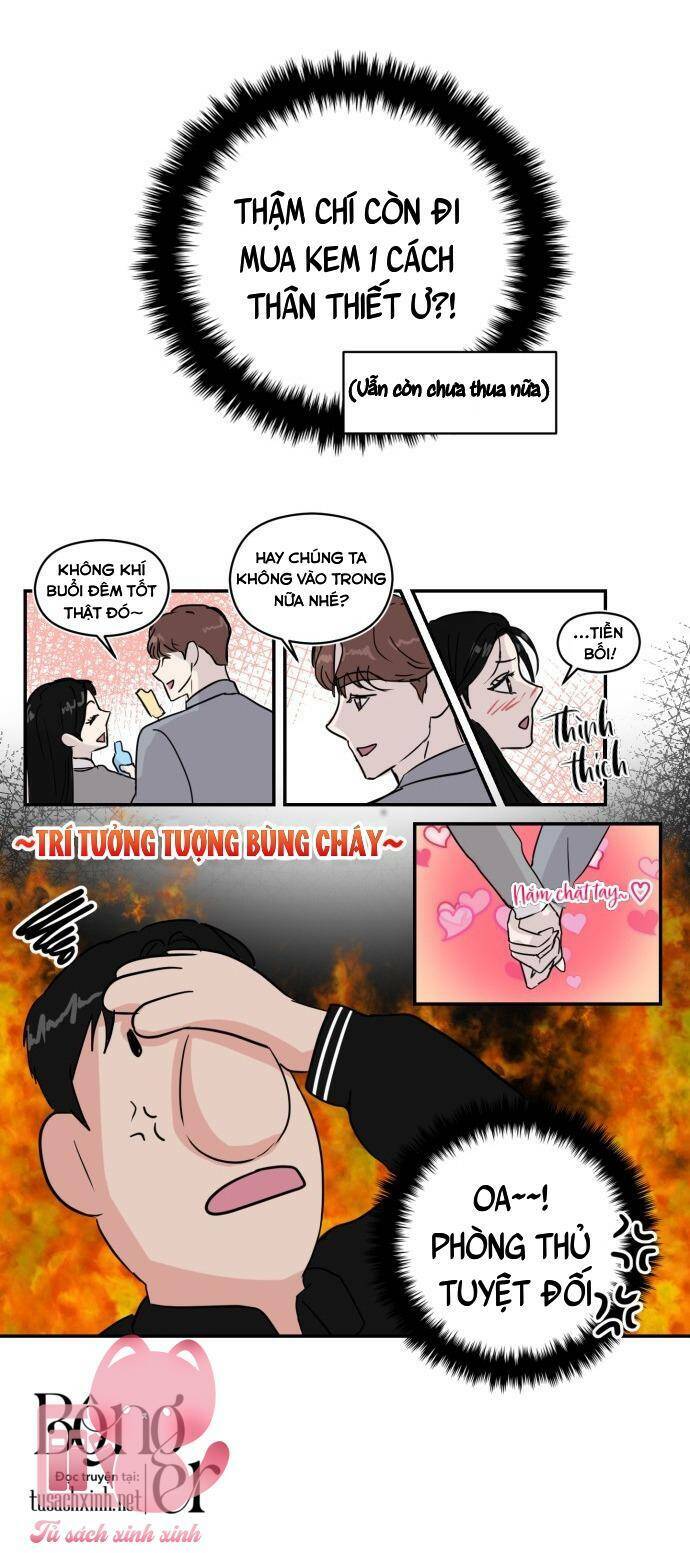 THẬM CHÍ CÒN ĐI
MUA KEM 1 CÁCH
THÂN THIẾT Ư?!
(Vẫn còn chưa thua nữa)
KHÔNG KHÍ
BUỔI ĐÊM TỐT
THẬT ĐÓ~
HAY CHÚNG TA
KHÔNG VÀO TRONG
NỮA NHÉ?
...TIỀN
BỐI!
Thình
thịch
~TRÍ TƯỞNG TƯỢNG BÙNG CHÁY~
Nắm chặt tay~♡
OA~~!
PHÒNG THỦ
TUYỆT ĐỐI
Đọc truyện tại:
tusachxinh.net
Tủ sách xinh xinh